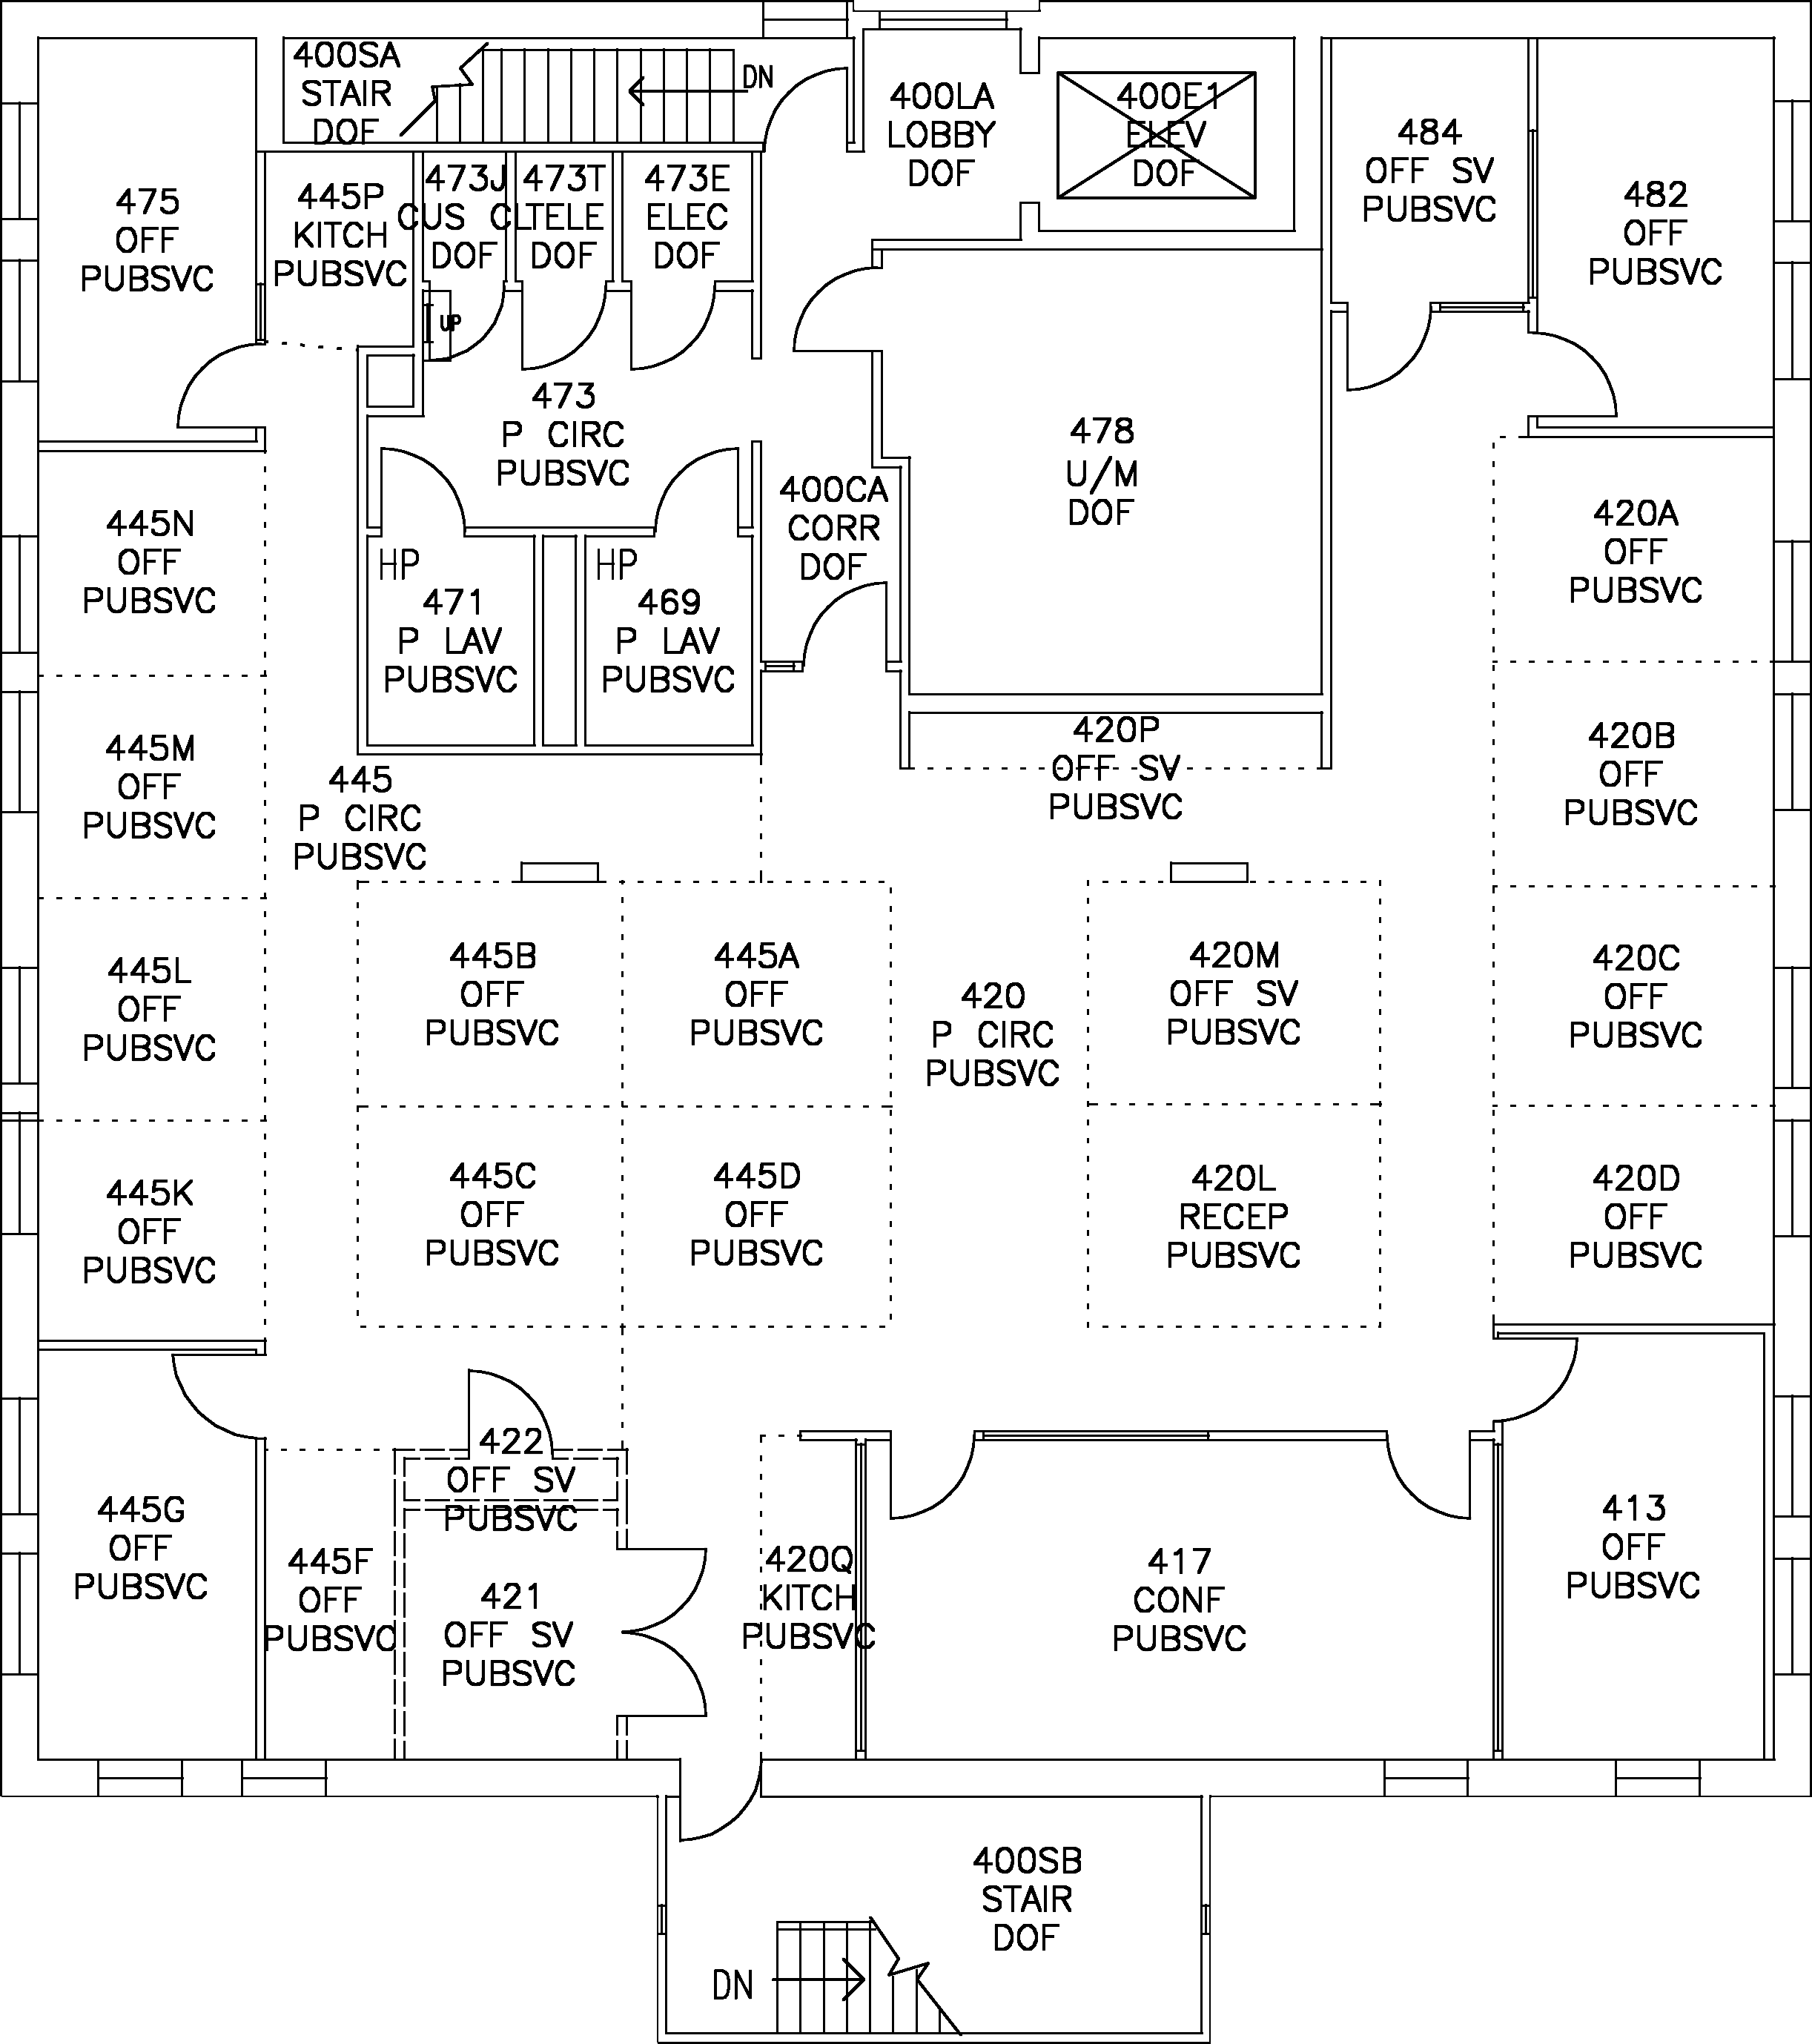 400SA
STAIR
DOF
DN
400LA
LOBBY
DOF
400E1
ELEV
DOF
484
OFF SV
PUBSVC
482
OFF
PUBSVC
475
OFF
PUBSVC
445P
KITCH
PUBSVC
473J
CUS CL
DOF
473T
TELE
DOF
473E
ELEC
DOF
UP
473
P CIRC
PUBSVC
478
U/M
DOF
400CA
CORR
DOF
445N
OFF
PUBSVC
HP
471
P LAV
PUBSVC
HP
469
P LAV
PUBSVC
420A
OFF
PUBSVC
445M
OFF
PUBSVC
445
P CIRC
PUBSVC
420P
OFF SV
PUBSVC
420B
OFF
PUBSVC
445L
OFF
PUBSVC
445B
OFF
PUBSVC
445A
OFF
PUBSVC
420
P CIRC
PUBSVC
420M
OFF SV
PUBSVC
420C
OFF
PUBSVC
445K
OFF
PUBSVC
445C
OFF
PUBSVC
445D
OFF
PUBSVC
420L
RECEP
PUBSVC
420D
OFF
PUBSVC
445G
OFF
PUBSVC
445F
OFF
PUBSVC
422
OFF SV
PUBSVC
421
OFF SV
PUBSVC
420Q
KITCH
PUBSVC
417
CONF
PUBSVC
413
OFF
PUBSVC
400SB
STAIR
DOF
DN